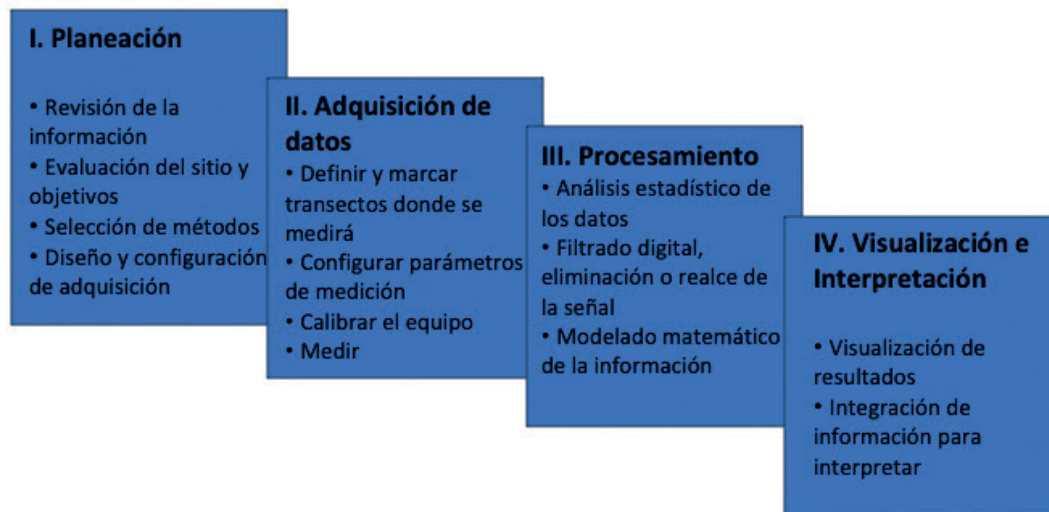 I. Planeación
• Revisión de la
información
• Evaluación del sitio y
objetivos
• Selección de métodos
• Diseño y configuración
de adquisición
II. Adquisición de
datos
• Definir y marcar
transectos donde se
medirá
• Configurar parámetros
de medición
• Calibrar el equipo
• Medir
III. Procesamiento
• Análisis estadístico de
los datos
• Filtrado digital,
eliminación o realce de
la señal
• Modelado matemático
de la información
IV. Visualización e
Interpretación
• Visualización de
resultados
• Integración de
información para
interpretar